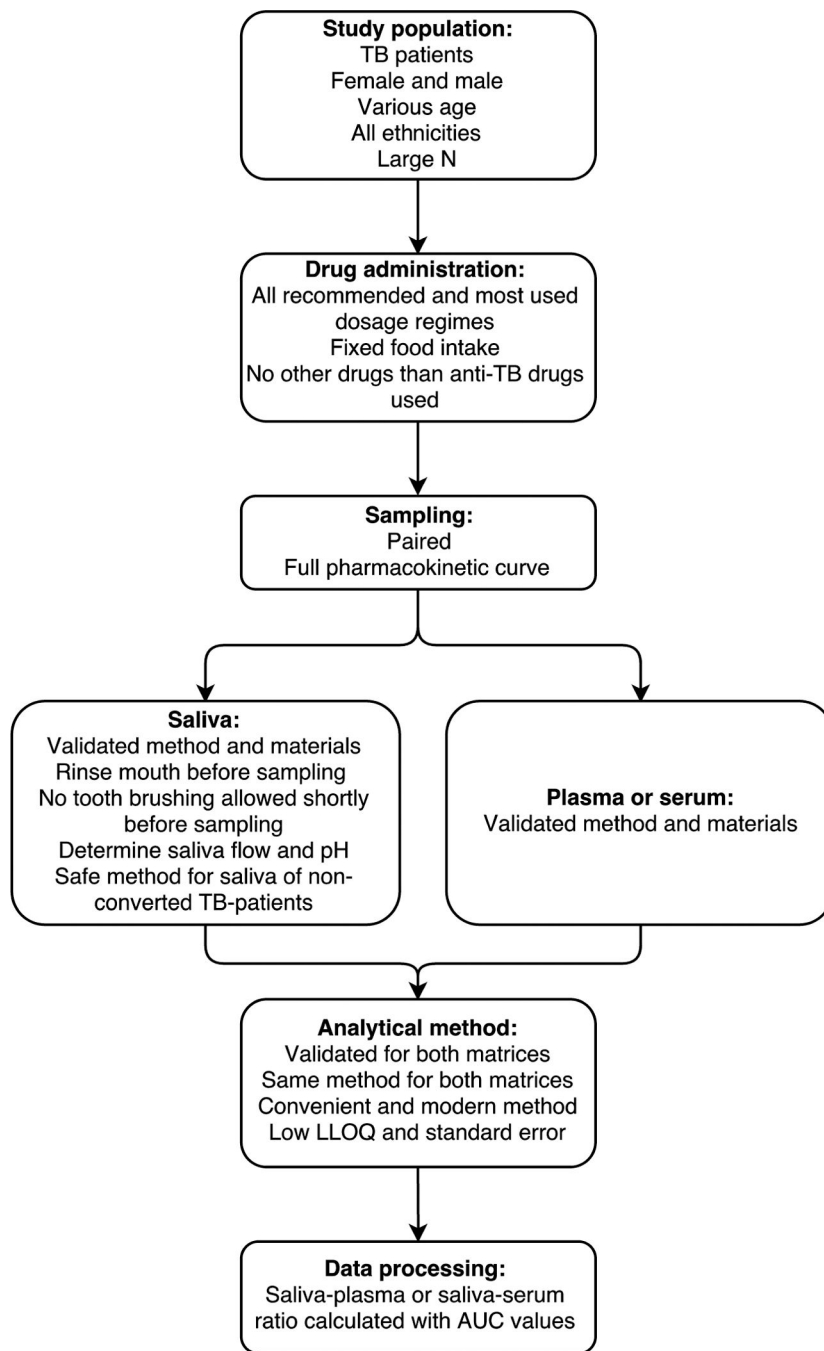 Study population:
TB patients
Female and male
Various age
All ethnicities
Large N
Drug administration:
All recommended and most used
dosage regimes
Fixed food intake
No other drugs than anti-TB drugs
used
Sampling:
Paired
Full pharmacokinetic curve
Saliva:
Validated method and materials
Rinse mouth before sampling
No tooth brushing allowed shortly
before sampling
Determine saliva flow and pH
Safe method for saliva of non-
converted TB-patients
Plasma or serum:
Validated method and materials
Analytical method:
Validated for both matrices
Same method for both matrices
Convenient and modern method
Low LLOQ and standard error
Data processing:
Saliva-plasma or saliva-serum
ratio calculated with AUC values